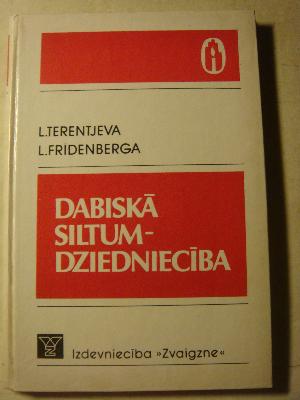 L.TERENTJEVA
L.FRIDENBERGA
DABISKĀ
SILTUM-
DZIEDNIECĪBA
Izdevniecība »Zvaigzne«